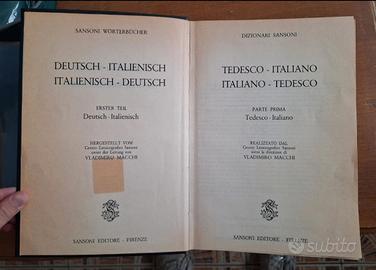 SANSONI WÖRTERBÜCHER
DEUTSCH - ITALIENISCH
ITALIENISCH - DEUTSCH
ERSTER TEIL
Deutsch - Italienisch
HERGESTELLT VOM
Centro Lessicografico Sansoni
unter der Leitung von
VLADIMIRO MACCHI
SANSONI EDITORE - FIRENZE
DIZIONARI SANSONI
TEDESCO - ITALIANO
ITALIANO - TEDESCO
PARTE PRIMA
Tedesco - Italiano
REALIZZATO DAL
Centro Lessicografico Sansoni
sotto la direzione di
VLADIMIRO MACCHI
SANSONI EDITORE - FIRENZE
subito